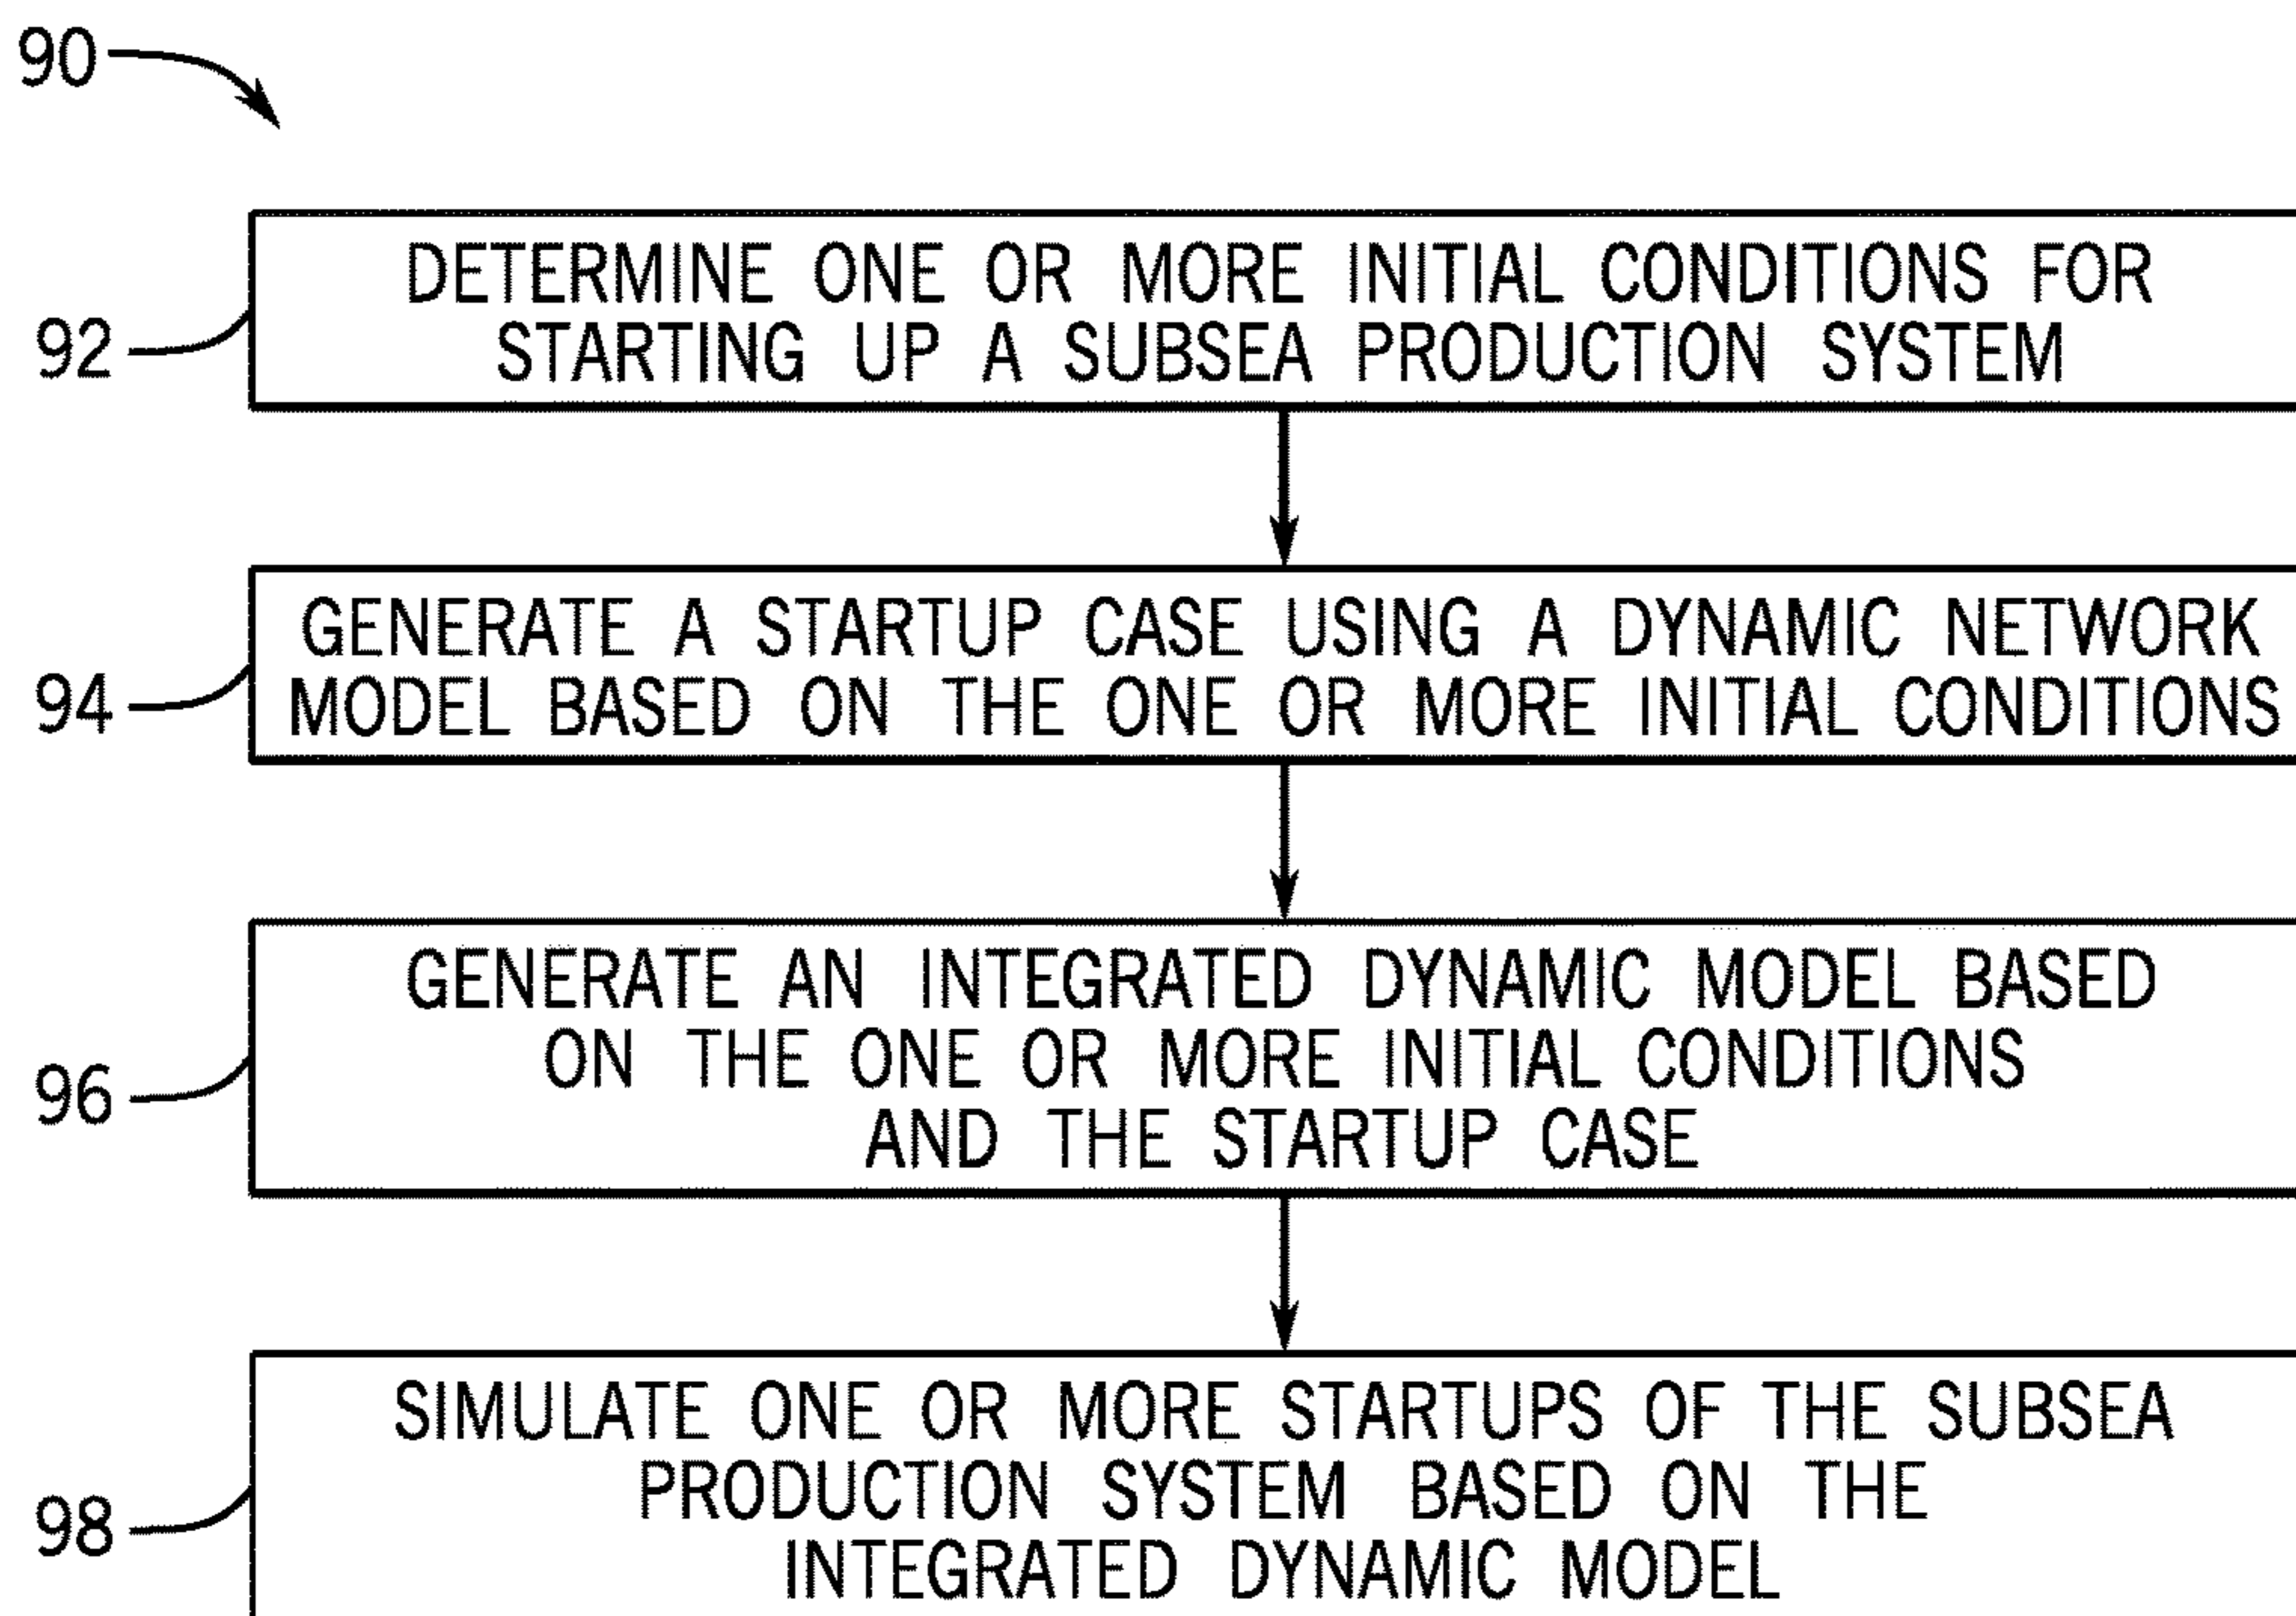 90
DETERMINE ONE OR MORE INITIAL CONDITIONS FOR
STARTING UP A SUBSEA PRODUCTION SYSTEM
92
GENERATE A STARTUP CASE USING A DYNAMIC NETWORK
MODEL BASED ON THE ONE OR MORE INITIAL CONDITIONS
94
GENERATE AN INTEGRATED DYNAMIC MODEL BASED
ON THE ONE OR MORE INITIAL CONDITIONS
AND THE STARTUP CASE
96
SIMULATE ONE OR MORE STARTUPS OF THE SUBSEA
PRODUCTION SYSTEM BASED ON THE
INTEGRATED DYNAMIC MODEL
98